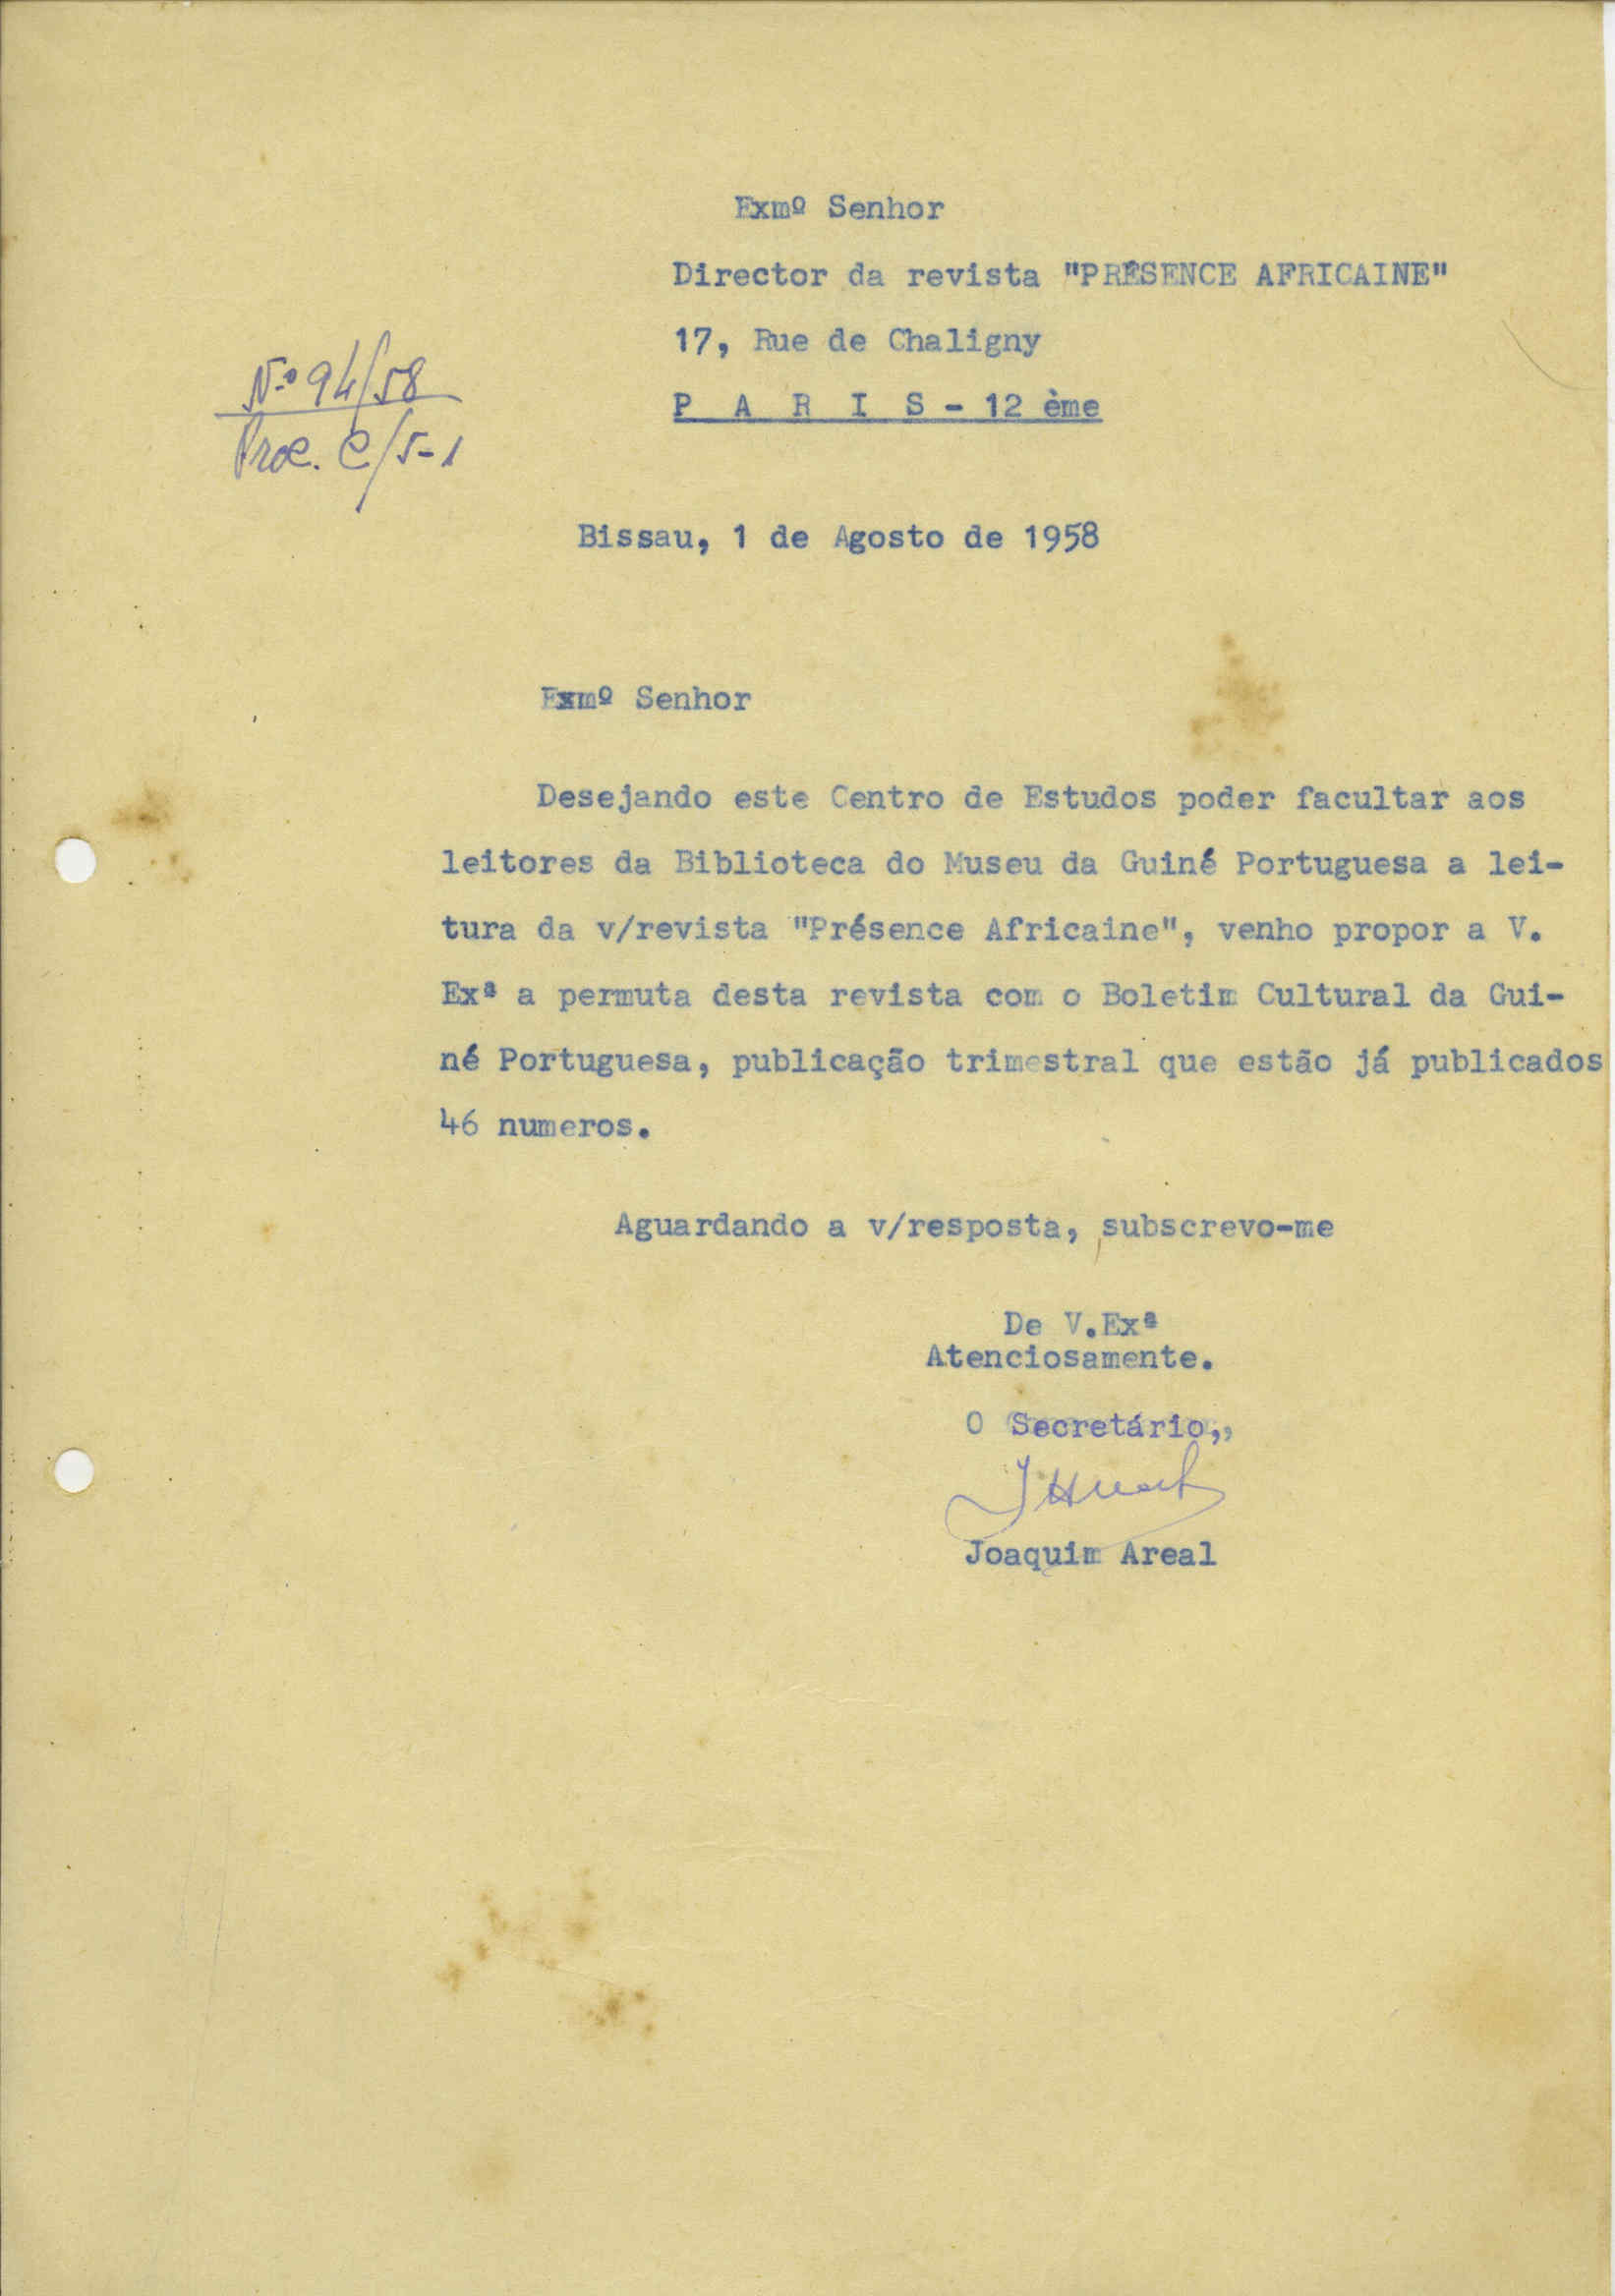 Exmº Senhor
Director da revista "PRÉSENCE AFRICAINE"
17, Rue de Chaligny
P A R I S - 12 ème
N.º 94/58
Proc. C/5-1
Bissau, 1 de Agosto de 1958
Exmº Senhor
Desejando este Centro de Estudos poder facultar aos
leitores da Biblioteca do Museu da Guiné Portuguesa a lei-
tura da v/revista "Présence Africaine", venho propor a V.
Exª a permuta desta revista com o Boletim Cultural da Gui-
né Portuguesa, publicação trimestral que estão já publicados
46 numeros.
Aguardando a v/resposta, subscrevo-me
De V.Exª
Atenciosamente.
O Secretário,,
Joaquim Areal